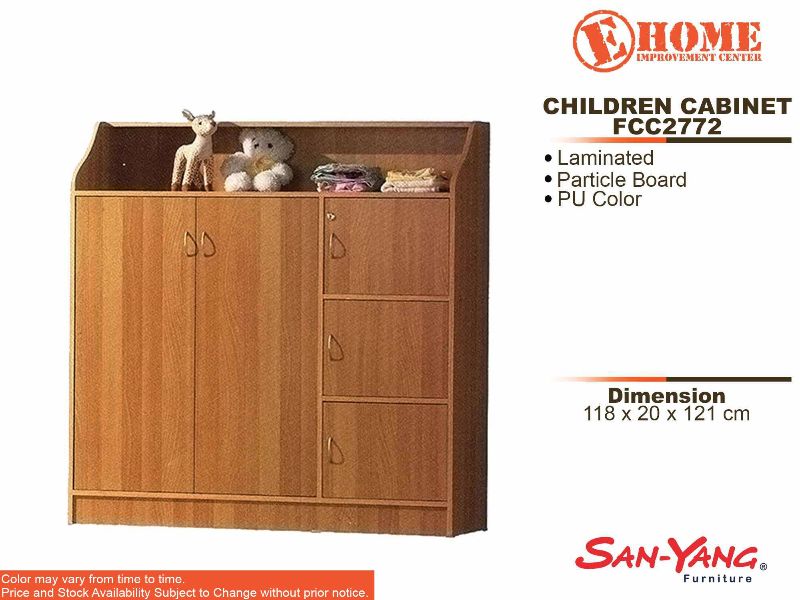 E HOME
IMPROVEMENT CENTER
CHILDREN CABINET
FCC2772
• Laminated
• Particle Board
• PU Color
Dimension
118 x 20 x 121 cm
SAN-YANG®
Furniture
Color may vary from time to time.
Price and Stock Availability Subject to Change without prior notice.